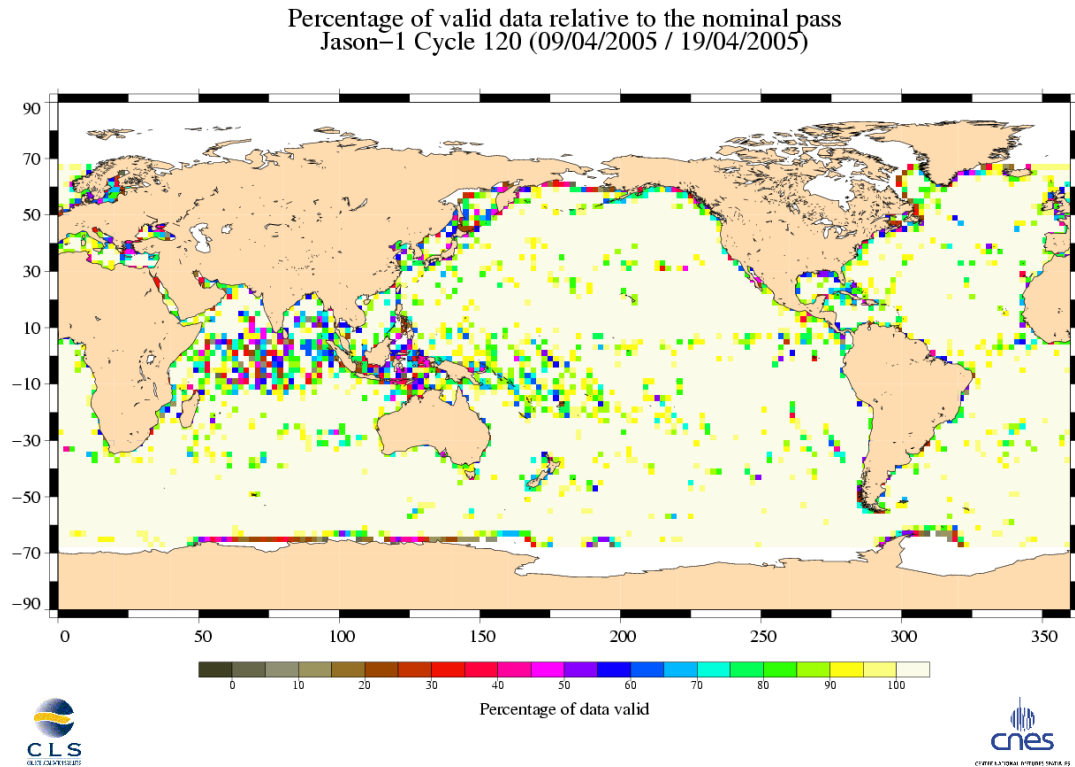 Percentage of valid data relative to the nominal pass
Jason−1 Cycle 120 (09/04/2005 / 19/04/2005)
90
70
50
30
10
−10
−30
−50
−70
−90
0 50 100 150 200 250 300 350
0 10 20 30 40 50 60 70 80 90 100
Percentage of data valid
CLS
cnes